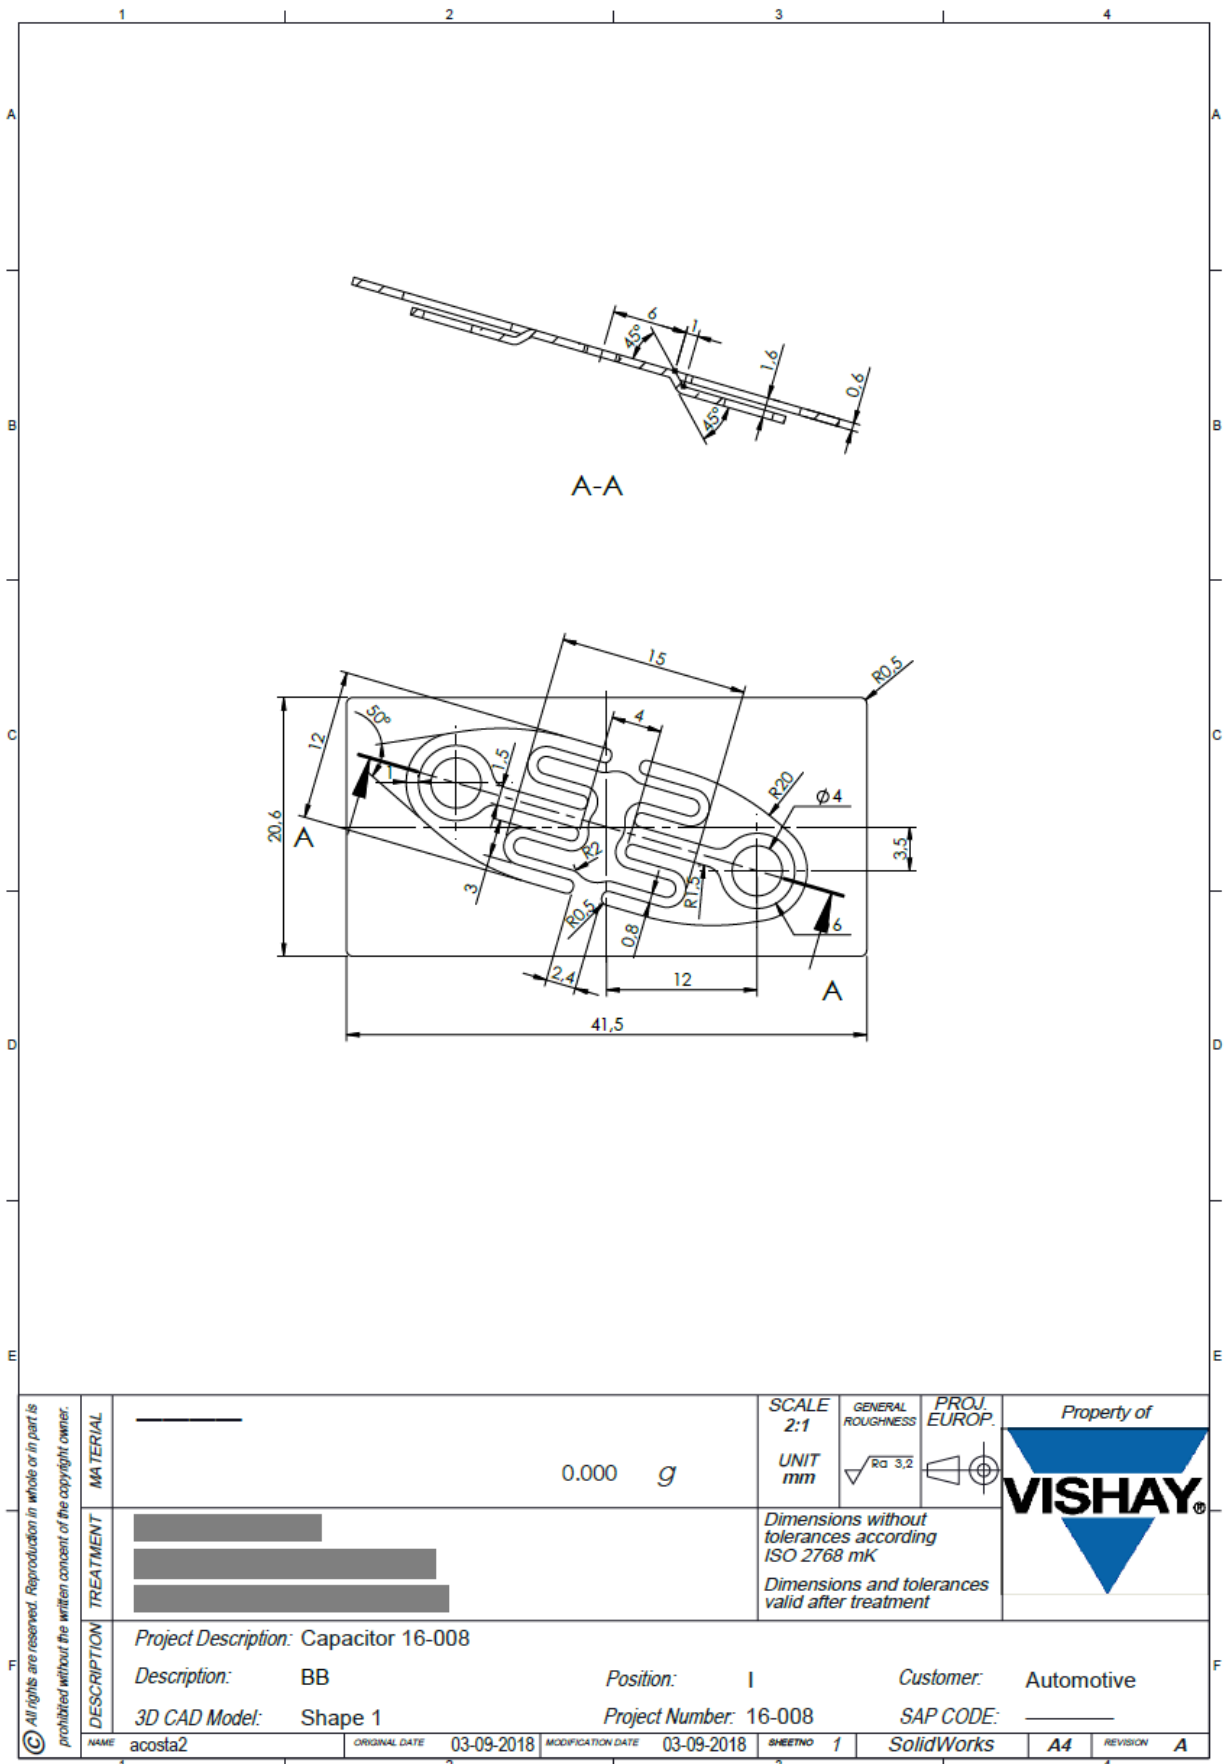 1 2 3 4
A A
B B
C C
D D
E E
F F
6 1
45°
1,6
0,6
45°
A-A
15
R0,5
50°
4
12
1,5
R20
1
Ø4
20,6
A
R2
3,5
3
R1,5
R0,5
0,8
6
2,4
12
A
41,5
© All rights are reserved. Reproduction in whole or in part is
prohibited without the written concent of the copyright owner.
MATERIAL
0.000 g
SCALE
2:1
UNIT
mm
GENERAL
ROUGHNESS
Ra 3,2
PROJ.
EUROP.
Property of
VISHAY®
TREATMENT
Dimensions without
tolerances according
ISO 2768 mK
Dimensions and tolerances
valid after treatment
DESCRIPTION
Project Description: Capacitor 16-008
Description: BB Position: I Customer: Automotive
3D CAD Model: Shape 1 Project Number: 16-008 SAP CODE:
NAME acosta2 ORIGINAL DATE 03-09-2018 MODIFICATION DATE 03-09-2018 SHEETNO 1 SolidWorks A4 REVISION A